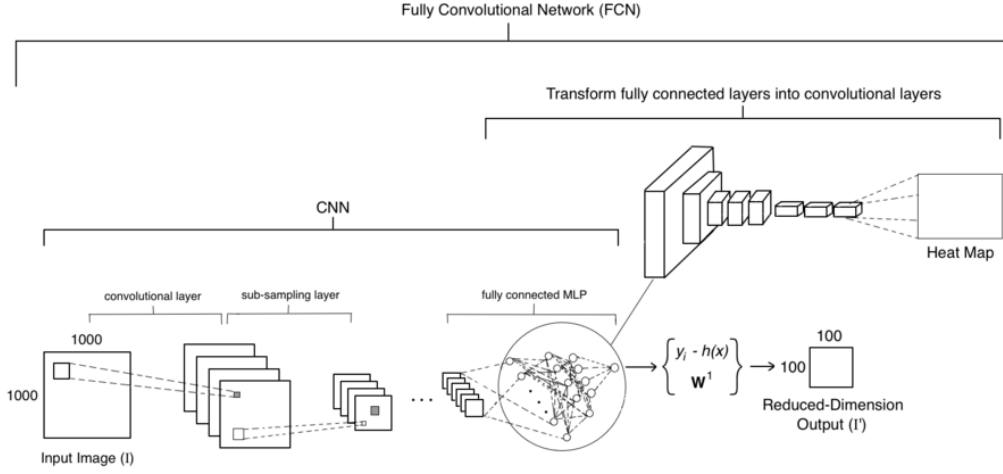 Fully Convolutional Network (FCN)
Transform fully connected layers into convolutional layers
CNN
Heat Map
convolutional layer
sub-sampling layer
fully connected MLP
1000
1000
Input Image (I)
. . .
y_i - h(x)
W^1
100
100
Reduced-Dimension
Output (I')